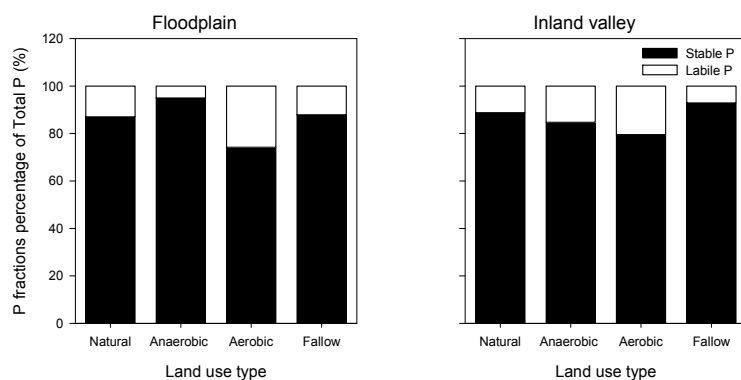 Floodplain
Inland valley
P fractions percentage of Total P (%)
120
100
80
60
40
20
0
Stable P
Labile P
Natural Anaerobic Aerobic Fallow
Natural Anaerobic Aerobic Fallow
Land use type
Land use type